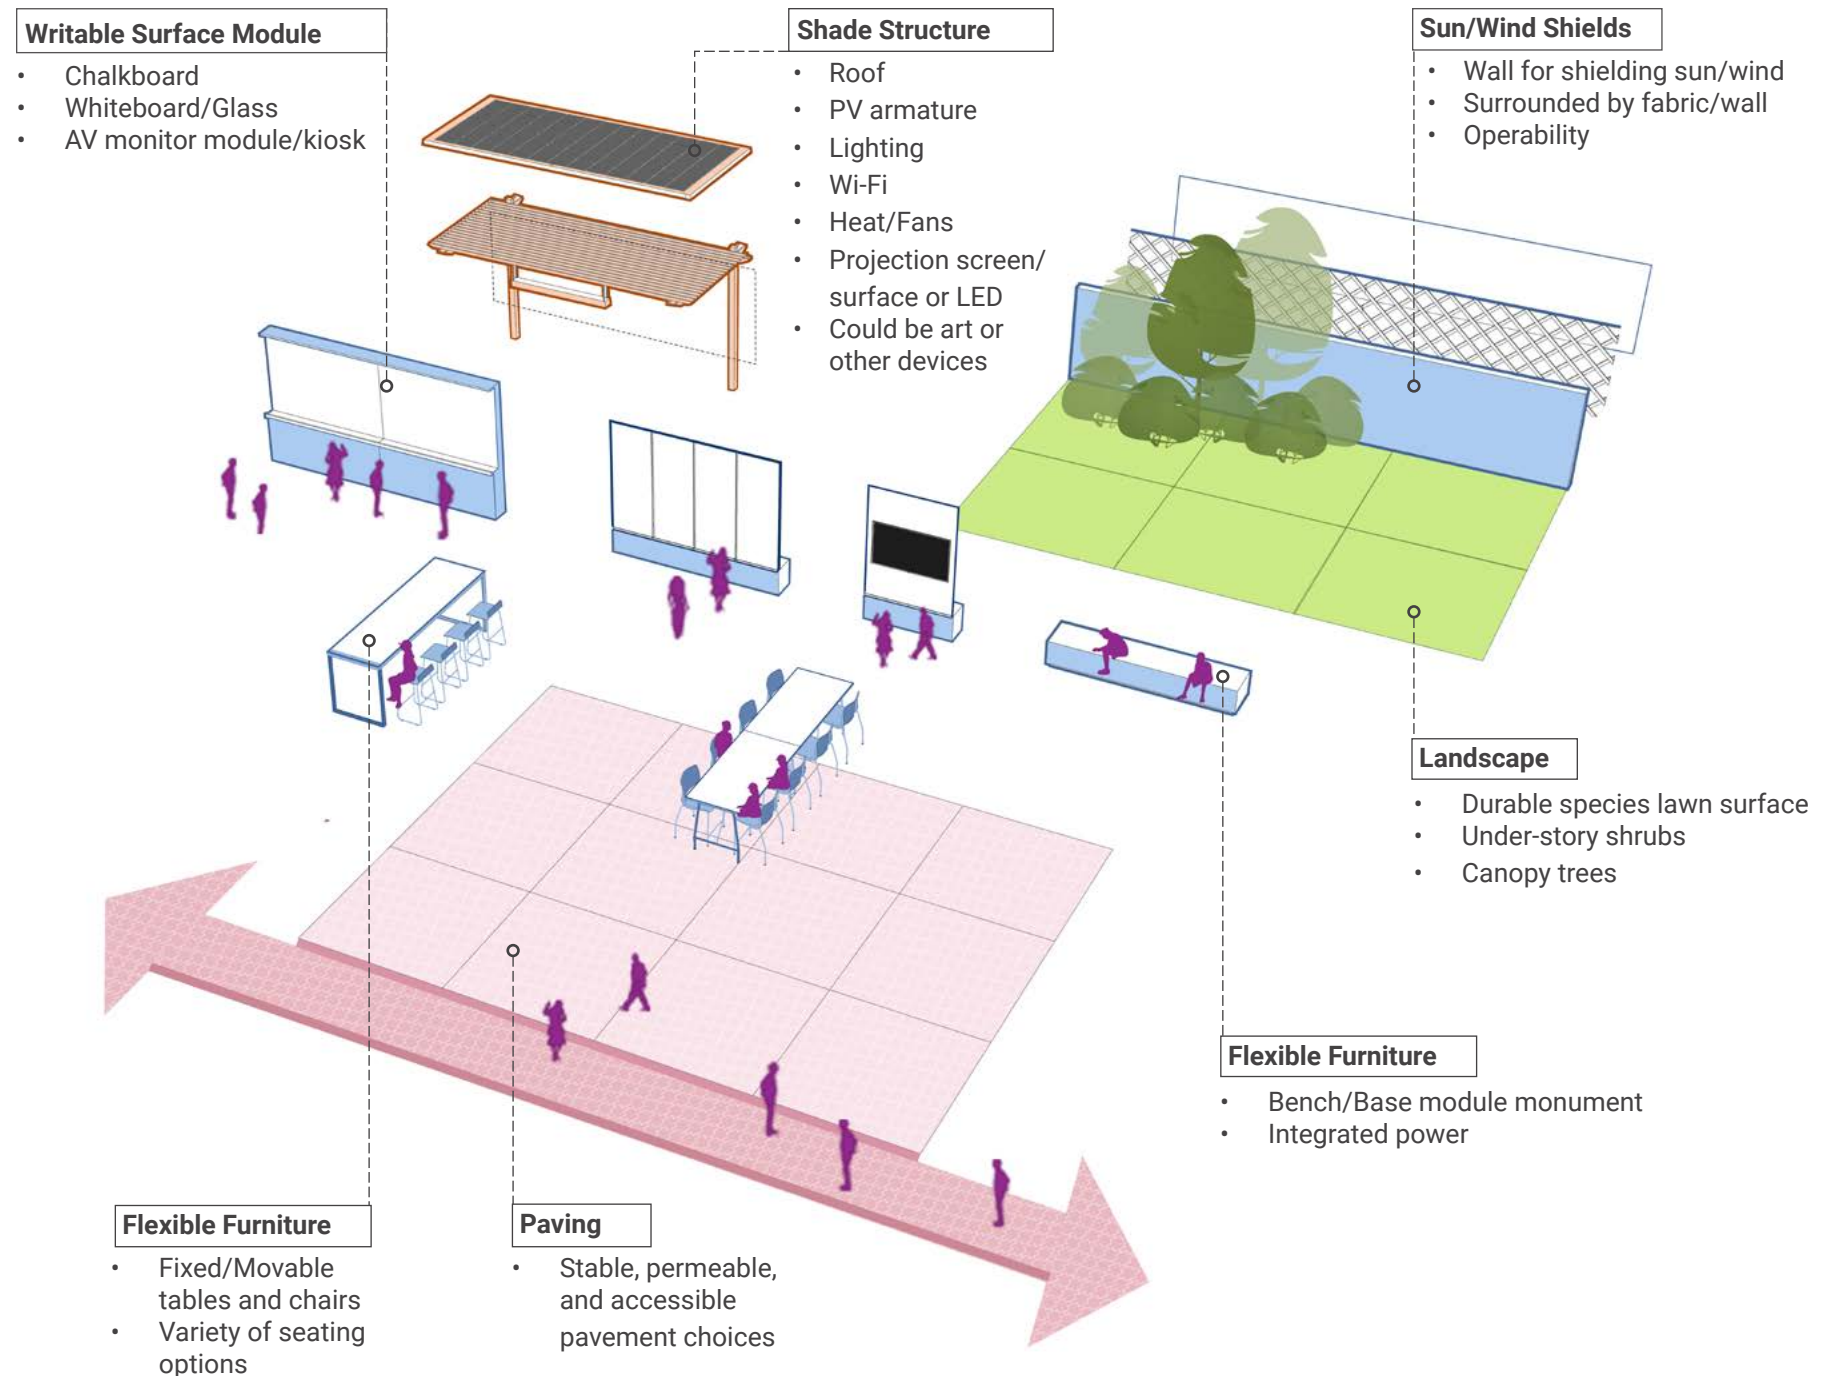 Writable Surface Module
• Chalkboard
• Whiteboard/Glass
• AV monitor module/kiosk
Shade Structure
• Roof
• PV armature
• Lighting
• Wi-Fi
• Heat/Fans
• Projection screen/
surface or LED
• Could be art or
other devices
Sun/Wind Shields
• Wall for shielding sun/wind
• Surrounded by fabric/wall
• Operability
Landscape
• Durable species lawn surface
• Under-story shrubs
• Canopy trees
Flexible Furniture
• Bench/Base module monument
• Integrated power
Flexible Furniture
• Fixed/Movable
tables and chairs
• Variety of seating
options
Paving
• Stable, permeable,
and accessible
pavement choices